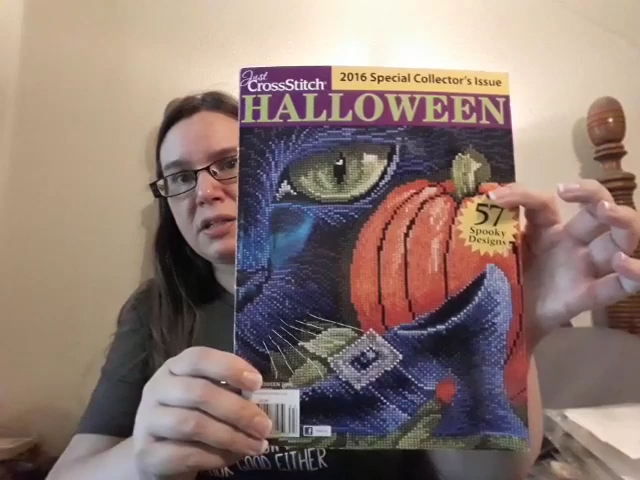 Just
CrossStitch
2016 Special Collector's Issue
HALLOWEEN
57
Spooky
Designs
GOOD EITHER